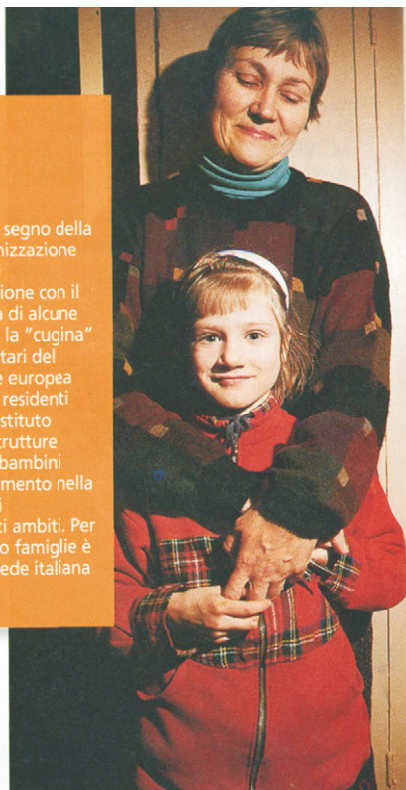 segno della
nizzazione
ione con il
a di alcune
la "cugina"
tari del
e europea
residenti
stituto
trutture
bambini
mento nella
i
ti ambiti. Per
o famiglie è
ede italiana